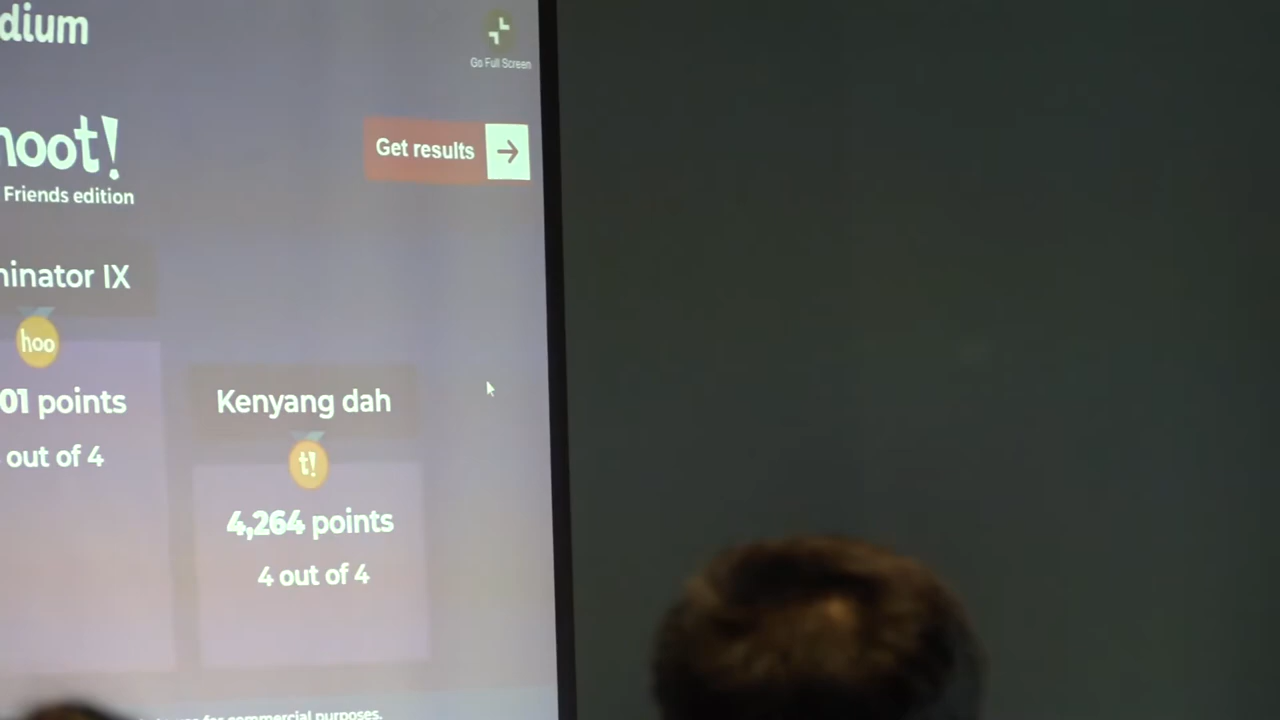 dium
Go Full Screen
hoot!
Get results
Friends edition
minator IX
hoo
01 points
out of 4
Kenyang dah
t!
4,264 points
4 out of 4
for commercial purposes.